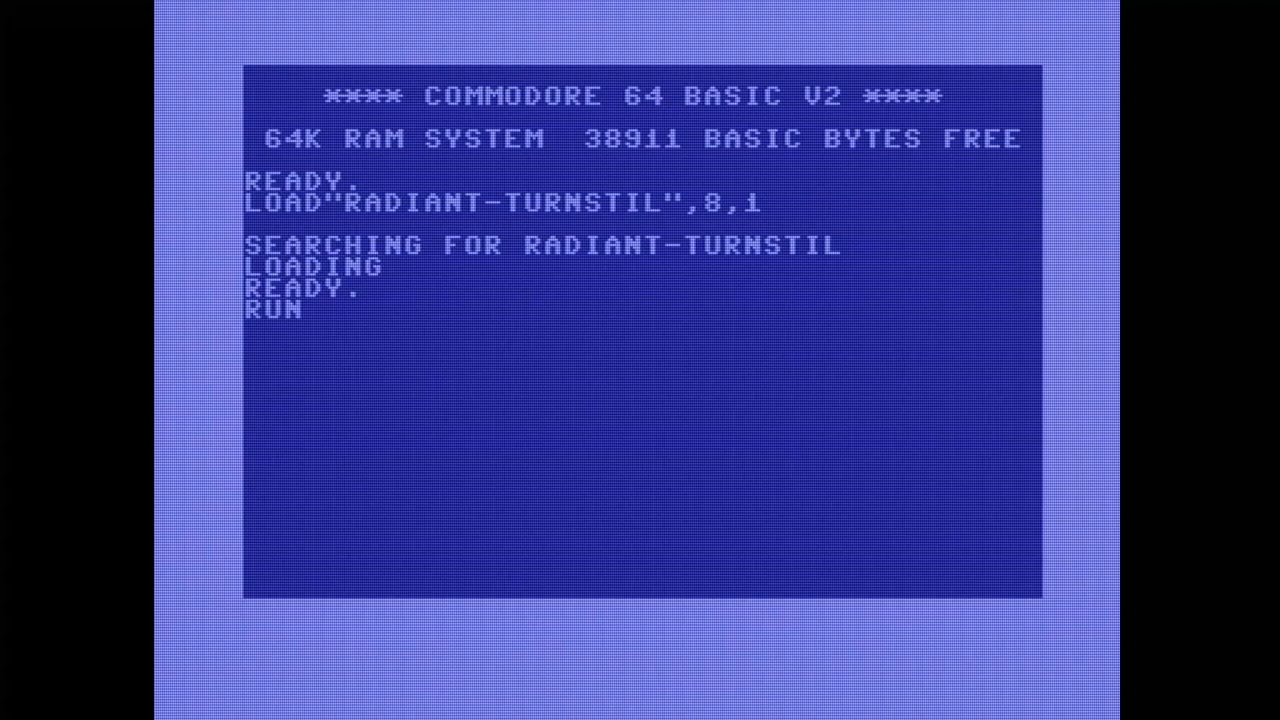 **** COMMODORE 64 BASIC V2 ****
64K RAM SYSTEM  38911 BASIC BYTES FREE
READY.
LOAD"RADIANT-TURNSTIL",8,1
SEARCHING FOR RADIANT-TURNSTIL
LOADING
READY.
RUN